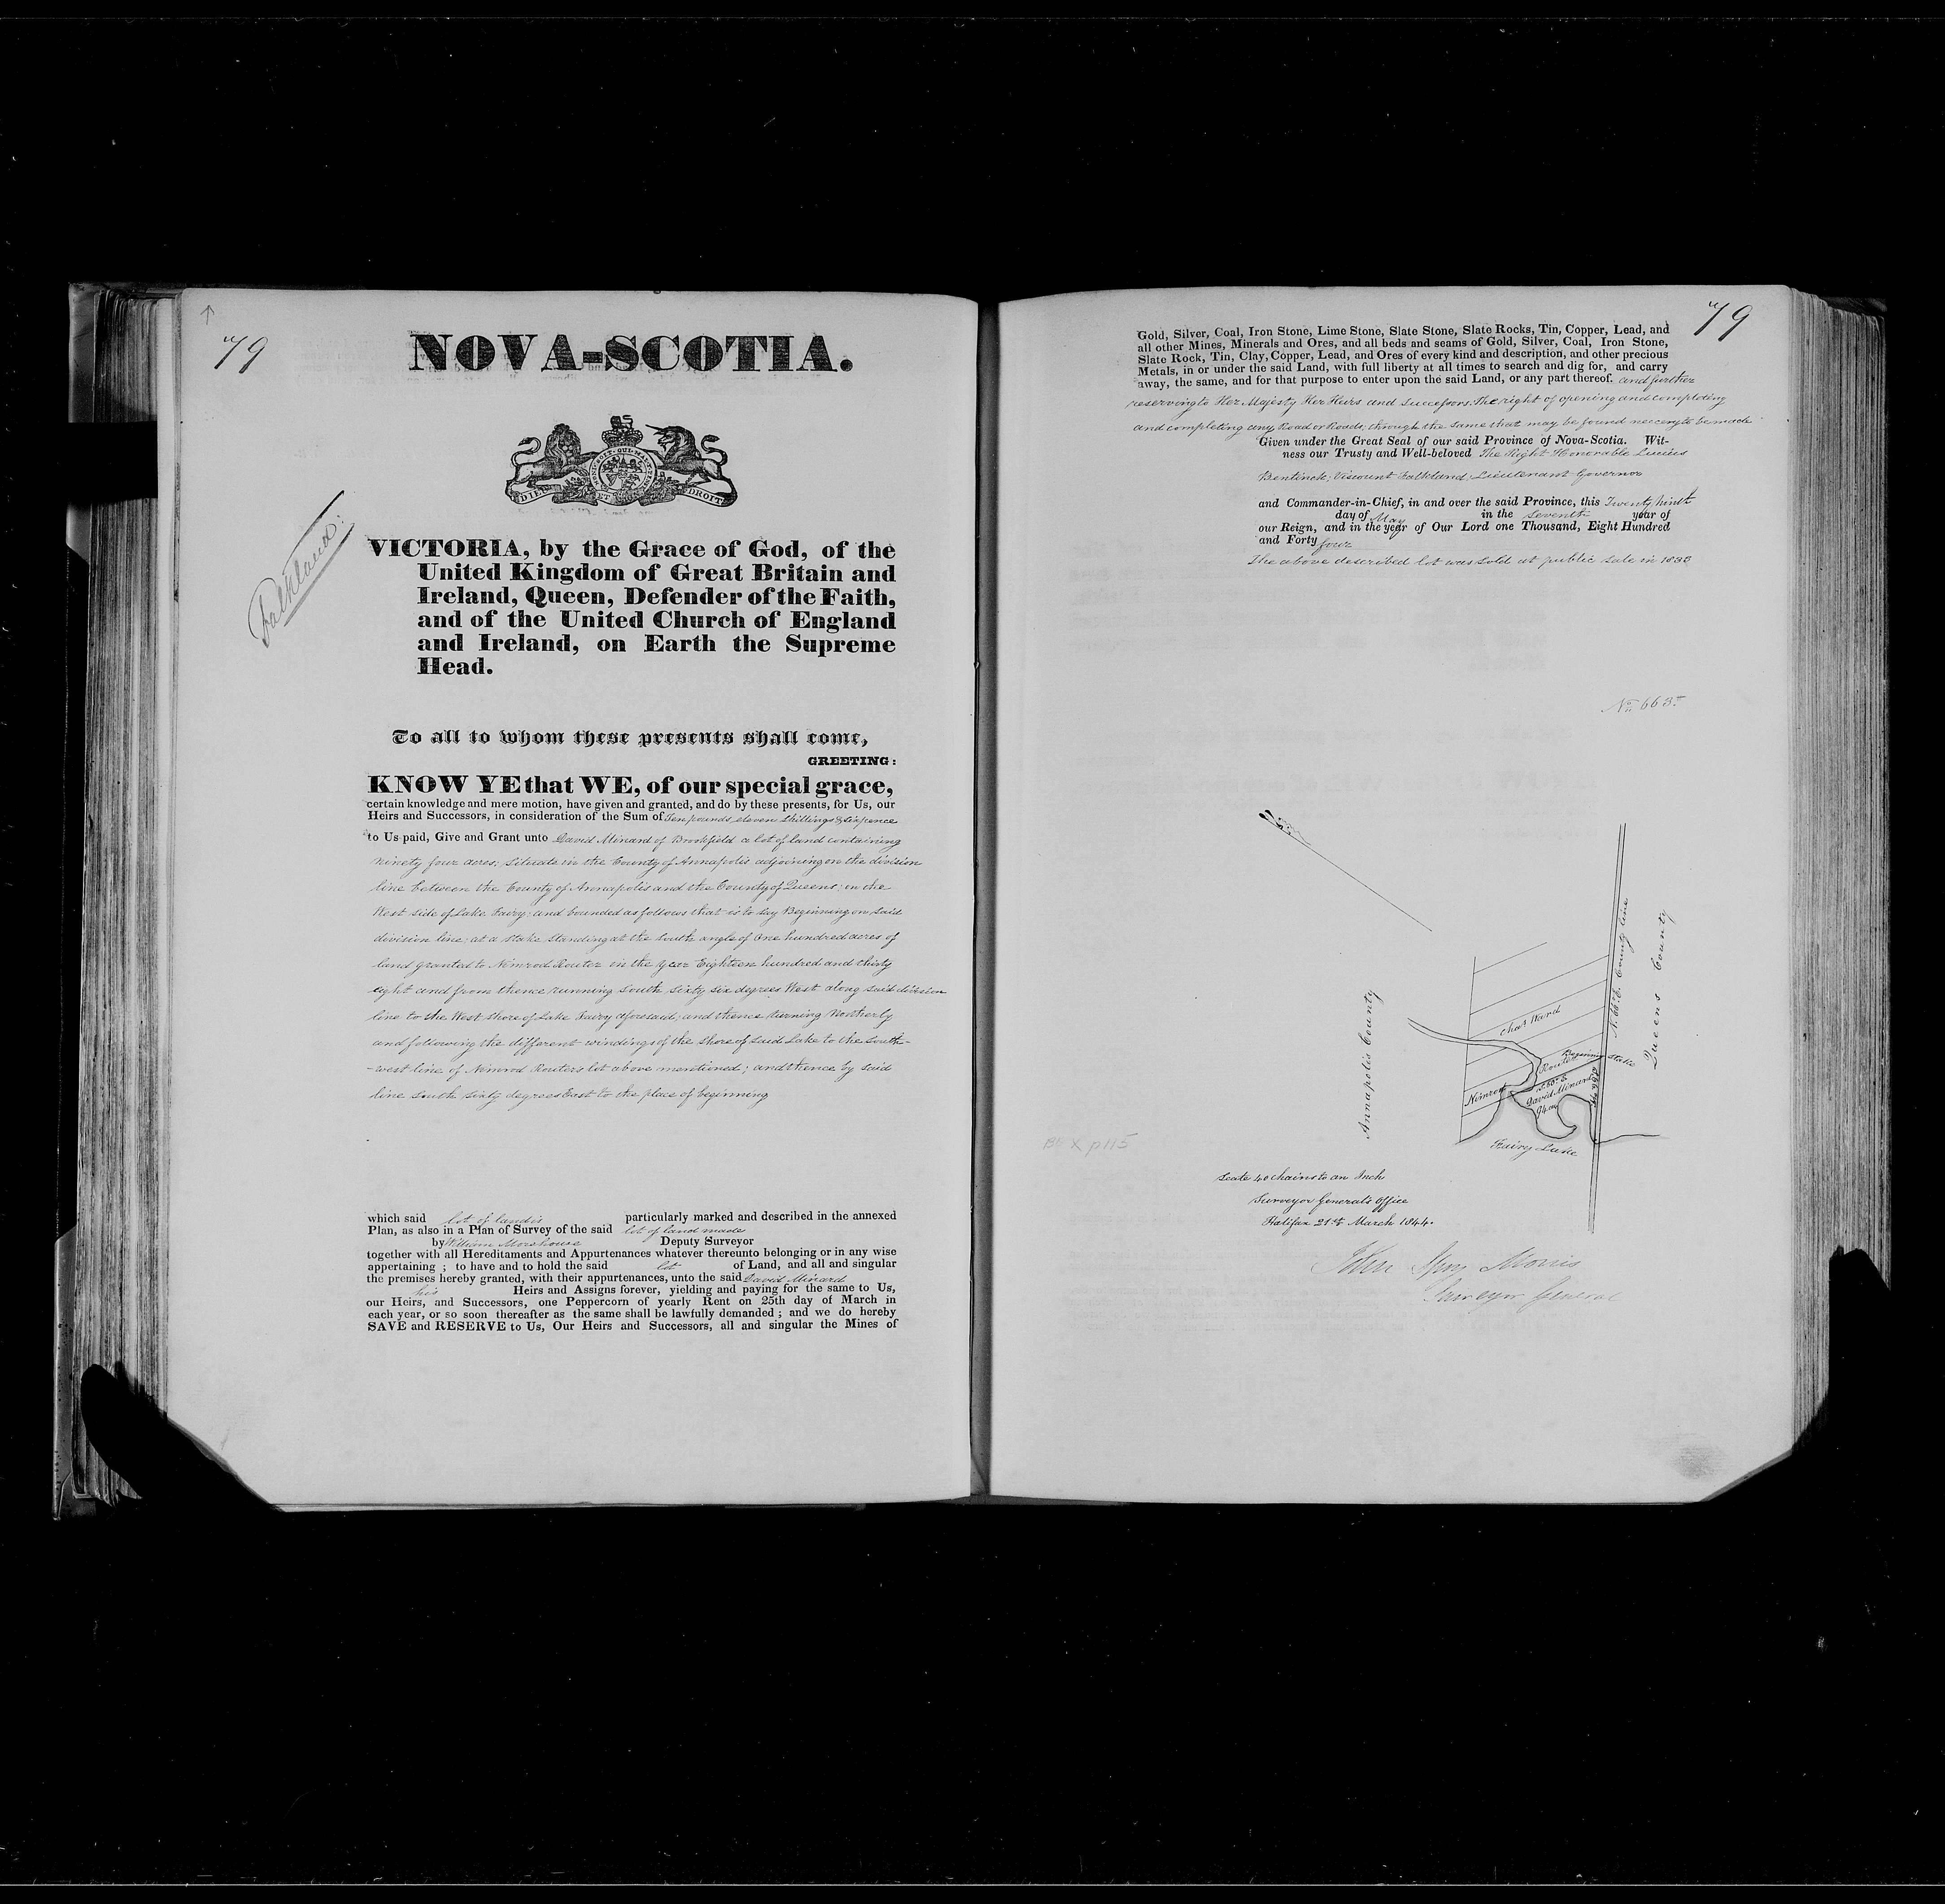 79
NOVA-SCOTIA.
DIEU ET MON DROIT
Falkland:
VICTORIA, by the Grace of God, of the
United Kingdom of Great Britain and
Ireland, Queen, Defender of the Faith,
and of the United Church of England
and Ireland, on Earth the Supreme
Head.
To all to whom these presents shall come,
GREETING:
KNOW YE that WE, of our special grace,
certain knowledge and mere motion, have given and granted, and do by these presents, for Us, our
Heirs and Successors, in consideration of the Sum of Ten pounds, eleven Shillings & sixpence
to Us paid, Give and Grant unto David Minard of Brookfield a lot of land containing
ninety four acres; Situate in the County of Annapolis adjoining on the division
line between the County of Annapolis and the County of Queens; on the
West side of Lake Fairy; and bounded as follows that is to say Beginning on said
division line; at a stake standing at the South angle of One hundred acres of
land granted to Nimrod Router in the year Eighteen hundred and thirty
eight and from thence running South Sixty six degrees West along said division
line to the West shore of Lake Fairy aforesaid; and thence turning Northerly
and following the different windings of the shore of said Lake to the South-
-west line of Nimrod Routers lot above mentioned; and thence by said
line South Sixty degrees East to the place of beginning
which said lot of land is particularly marked and described in the annexed
Plan, as also in a Plan of Survey of the said lot of land made
by William Morehouse Deputy Surveyor
together with all Hereditaments and Appurtenances whatever thereunto belonging or in any wise
appertaining; to have and to hold the said lot of Land, and all and singular
the premises hereby granted, with their appurtenances, unto the said David Minard
his Heirs and Assigns forever, yielding and paying for the same to Us,
our Heirs, and Successors, one Peppercorn of yearly Rent on 25th day of March in
each year, or so soon thereafter as the same shall be lawfully demanded; and we do hereby
SAVE and RESERVE to Us, Our Heirs and Successors, all and singular the Mines of
79
Gold, Silver, Coal, Iron Stone, Lime Stone, Slate Stone, Slate Rocks, Tin, Copper, Lead, and
all other Mines, Minerals and Ores, and all beds and seams of Gold, Silver, Coal, Iron Stone,
Slate Rock, Tin, Clay, Copper, Lead, and Ores of every kind and description, and other precious
Metals, in or under the said Land, with full liberty at all times to search and dig for, and carry
away, the same, and for that purpose to enter upon the said Land, or any part thereof. and further
reserving to Her Majesty Her Heirs and Successors; The right of opening and completing
and completing any Road or Roads; through the same that may be found neccery to be made
Given under the Great Seal of our said Province of Nova-Scotia. Wit-
ness our Trusty and Well-beloved The Right Honorable Lucius
Bentinck; Viscount Falkland; Lieutenant Governor
and Commander-in-Chief, in and over the said Province, this Twenty ninth
day of May in the Seventh year of
our Reign, and in the year of Our Lord one Thousand, Eight Hundred
and Forty four
The above described lot was sold at public sale in
No 663
N. 66° E. County line
Queens County
Annapolis County
Chas Ward
Begining Stake
Router
Nimrod
David Minard
94 acs
Fairy Lake
Bk X p 115
Scale 40 chains to an Inch
Surveyor General's Office
Halifax 21st March 1844.
John Spry Morris
Surveyor General